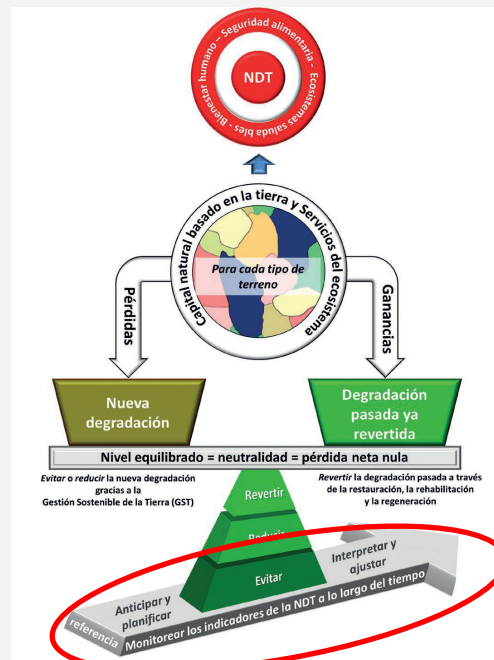 Bienestar humano – Seguridad alimentaria - Ecosistemas saluda bles -
NDT
Capital natural basado en la tierra y Servicios del ecosistema
Para cada tipo de
terreno
Pérdidas
Ganancias
Nueva
degradación
Degradación
pasada ya
revertida
Nivel equilibrado = neutralidad = pérdida neta nula
Evitar o reducir la nueva degradación
gracias a la
Gestión Sostenible de la Tierra (GST)
Revertir la degradación pasada a través
de la restauración, la rehabilitación
y la regeneración
Revertir
Reducir
Evitar
Anticipar y
planificar
Interpretar y
ajustar
referencia
Monitorear los indicadores de la NDT a lo largo del tiempo